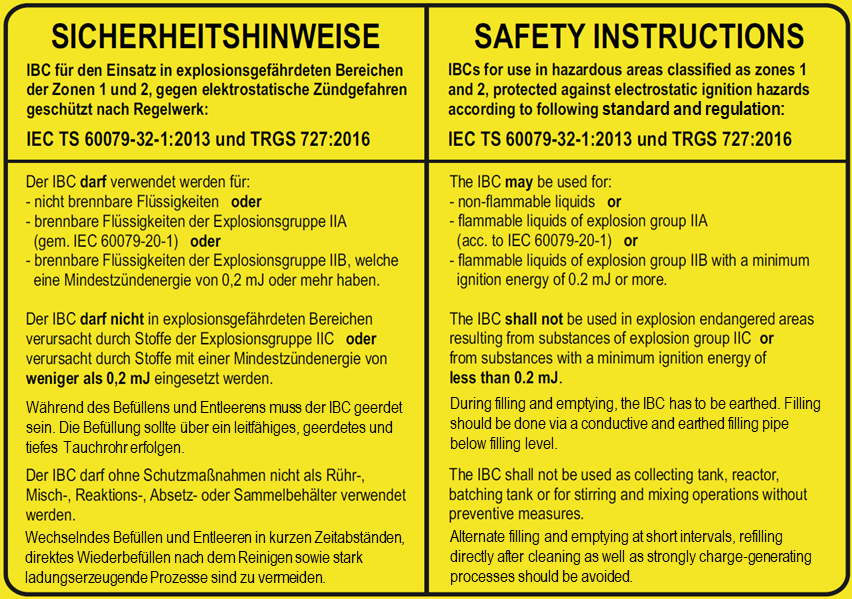 SICHERHEITSHINWEISE
IBC für den Einsatz in explosionsgefährdeten Bereichen
der Zonen 1 und 2, gegen elektrostatische Zündgefahren
geschützt nach Regelwerk:
IEC TS 60079-32-1:2013 und TRGS 727:2016
Der IBC darf verwendet werden für:
- nicht brennbare Flüssigkeiten oder
- brennbare Flüssigkeiten der Explosionsgruppe IIA
(gem. IEC 60079-20-1) oder
- brennbare Flüssigkeiten der Explosionsgruppe IIB, welche
eine Mindestzündenergie von 0,2 mJ oder mehr haben.
Der IBC darf nicht in explosionsgefährdeten Bereichen
verursacht durch Stoffe der Explosionsgruppe IIC oder
verursacht durch Stoffe mit einer Mindestzündenergie von
weniger als 0,2 mJ eingesetzt werden.
Während des Befüllens und Entleerens muss der IBC geerdet
sein. Die Befüllung sollte über ein leitfähiges, geerdetes und
tiefes Tauchrohr erfolgen.
Der IBC darf ohne Schutzmaßnahmen nicht als Rühr-,
Misch-, Reaktions-, Absetz- oder Sammelbehälter verwendet
werden.
Wechselndes Befüllen und Entleeren in kurzen Zeitabständen,
direktes Wiederbefüllen nach dem Reinigen sowie stark
ladungserzeugende Prozesse sind zu vermeiden.
SAFETY INSTRUCTIONS
IBCs for use in hazardous areas classified as zones 1
and 2, protected against electrostatic ignition hazards
according to following standard and regulation:
IEC TS 60079-32-1:2013 und TRGS 727:2016
The IBC may be used for:
- non-flammable liquids or
- flammable liquids of explosion group IIA
(acc. to IEC 60079-20-1) or
- flammable liquids of explosion group IIB with a minimum
ignition energy of 0.2 mJ or more.
The IBC shall not be used in explosion endangered areas
resulting from substances of explosion group IIC or
from substances with a minimum ignition energy of
less than 0.2 mJ.
During filling and emptying, the IBC has to be earthed. Filling
should be done via a conductive and earthed filling pipe
below filling level.
The IBC shall not be used as collecting tank, reactor,
batching tank or for stirring and mixing operations without
preventive measures.
Alternate filling and emptying at short intervals, refilling
directly after cleaning as well as strongly charge-generating
processes should be avoided.